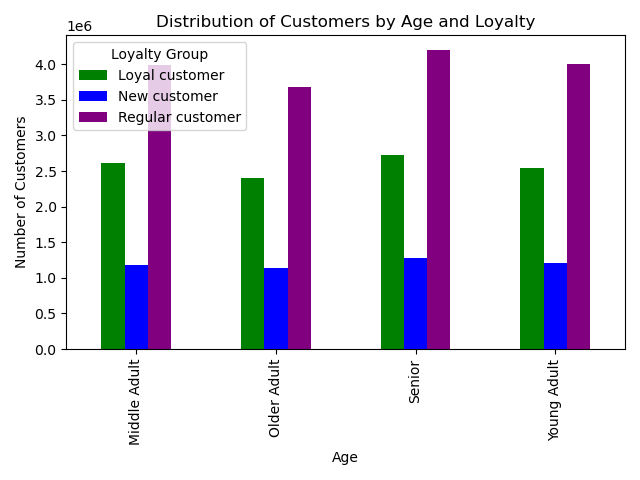 Distribution of Customers by Age and Loyalty
1e6
Loyalty Group
Loyal customer
New customer
Regular customer
Number of Customers
4.0
3.5
3.0
2.5
2.0
1.5
1.0
0.5
0.0
Middle Adult
Older Adult
Senior
Young Adult
Age